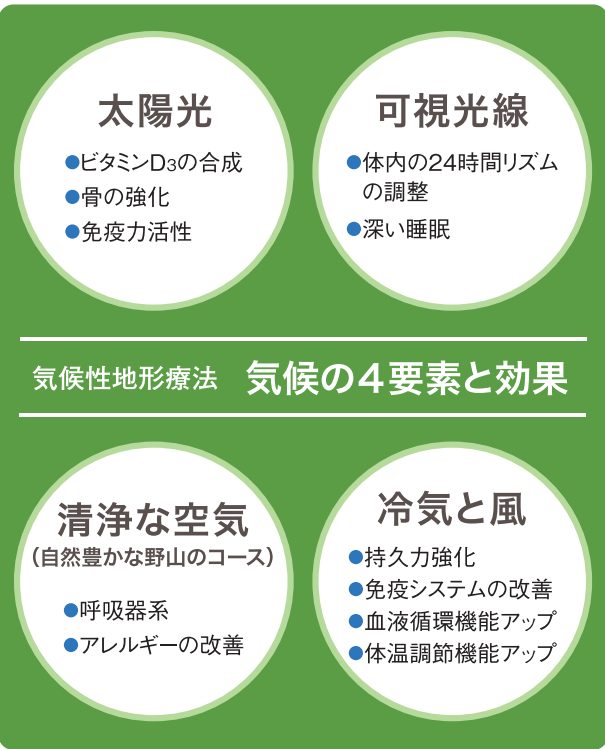 太陽光
●ビタミンD₃の合成
●骨の強化
●免疫力活性
可視光線
●体内の24時間リズム
の調整
●深い睡眠
気候性地形療法 気候の4要素と効果
清浄な空気
（自然豊かな野山のコース）
●呼吸器系
●アレルギーの改善
冷気と風
●持久力強化
●免疫システムの改善
●血液循環機能アップ
●体温調節機能アップ